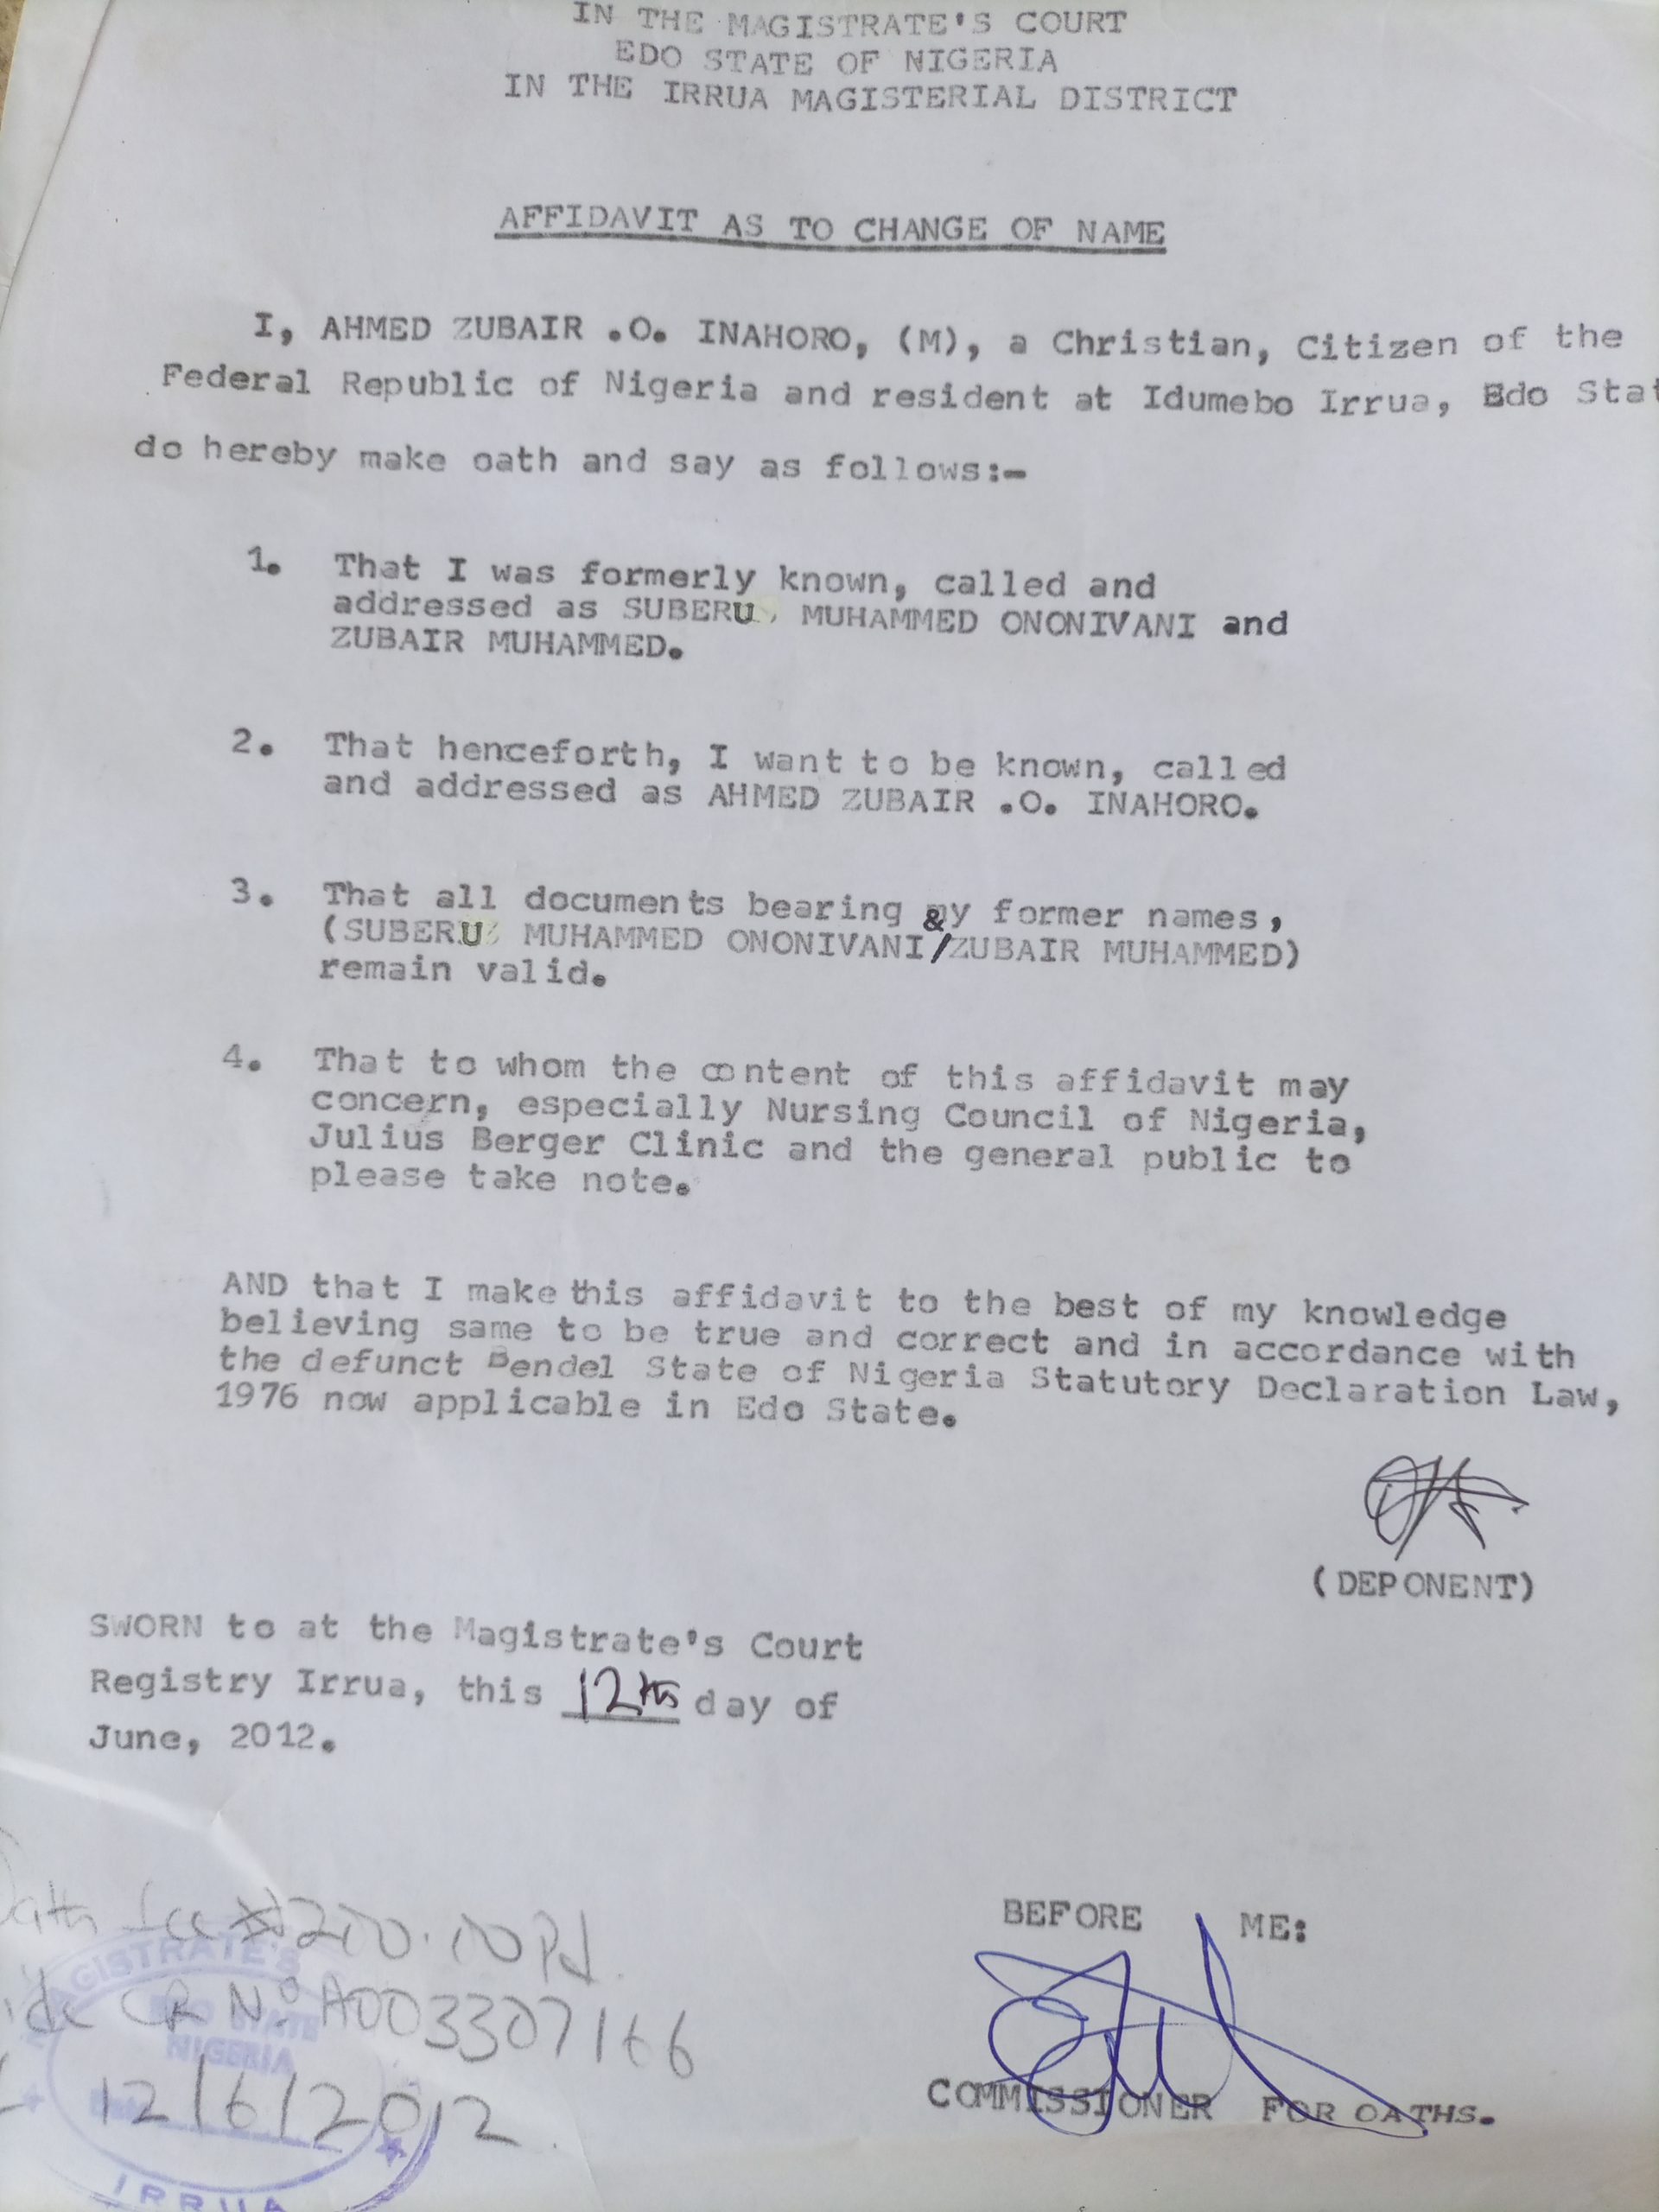 IN THE MAGISTRATE'S COURT
EDO STATE OF NIGERIA
IN THE IRRUA MAGISTERIAL DISTRICT
AFFIDAVIT AS TO CHANGE OF NAME
I, AHMED ZUBAIR .O. INAHORO, (M), a Christian, Citizen of the
Federal Republic of Nigeria and resident at Idumebo Irrua, Edo Stat
do hereby make oath and say as follows:-
1. That I was formerly known, called and
addressed as SUBERU, MUHAMMED ONONIVANI and
ZUBAIR MUHAMMED.
2. That henceforth, I want to be known, called
and addressed as AHMED ZUBAIR .O. INAHORO.
3. That all documents bearing &y former names,
(SUBERU MUHAMMED ONONIVANI/ZUBAIR MUHAMMED)
remain valid.
4. That to whom the content of this affidavit may
concern, especially Nursing Council of Nigeria,
Julius Berger Clinic and the general public to
please take note.
AND that I make this affidavit to the best of my knowledge
believing same to be true and correct and in accordance with
the defunct Bendel State of Nigeria Statutory Declaration Law,
1976 now applicable in Edo State.
(DEPONENT)
SWORN to at the Magistrate's Court
Registry Irrua, this 12th day of
June, 2012.
Oath fee ₦200.00 Pd
CR No A003307166
12/6/2012.
MAGISTRATE'S
EDO STATE
NIGERIA
IRRUA
BEFORE ME:
COMMISSIONER FOR OATHS.